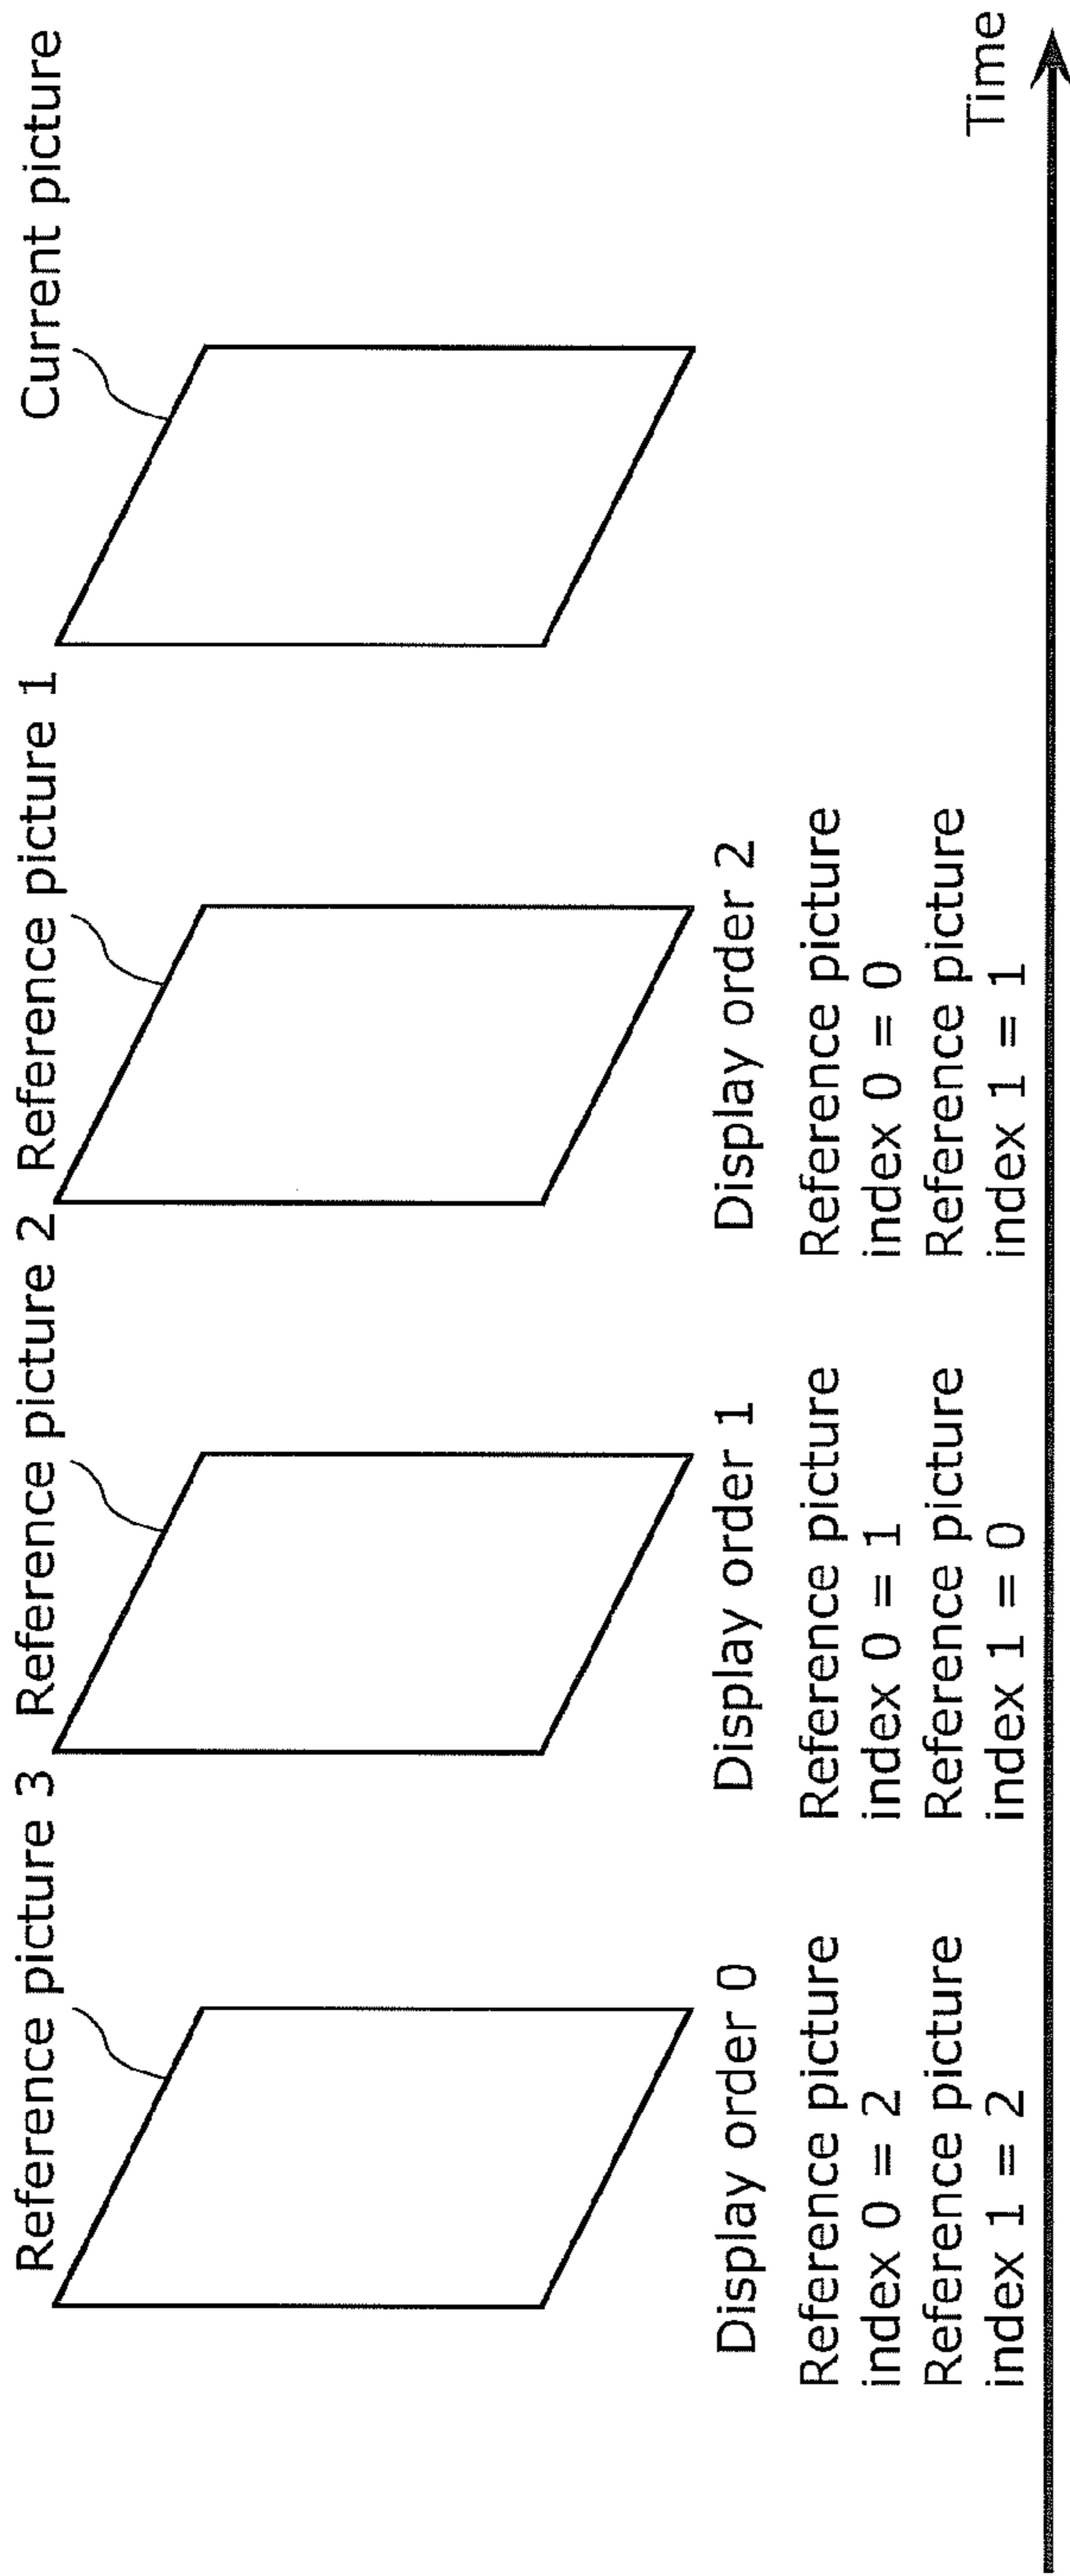 Reference picture 3
Reference picture 2
Reference picture 1
Current picture
Display order 0
Reference picture
index 0 = 2
Reference picture
index 1 = 2
Display order 1
Reference picture
index 0 = 1
Reference picture
index 1 = 0
Display order 2
Reference picture
index 0 = 0
Reference picture
index 1 = 1
Time